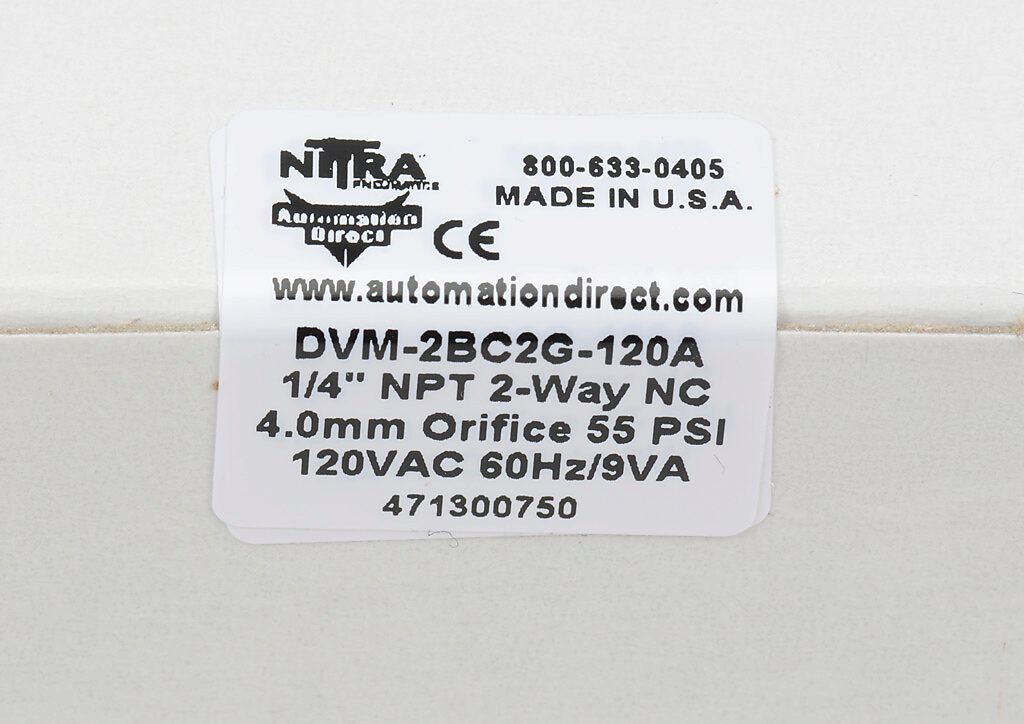 NITRA
PNEUMATICS
Automation
Direct
CE
800-633-0405
MADE IN U.S.A.
www.automationdirect.com
DVM-2BC2G-120A
1/4" NPT 2-Way NC
4.0mm Orifice 55 PSI
120VAC 60Hz/9VA
471300750